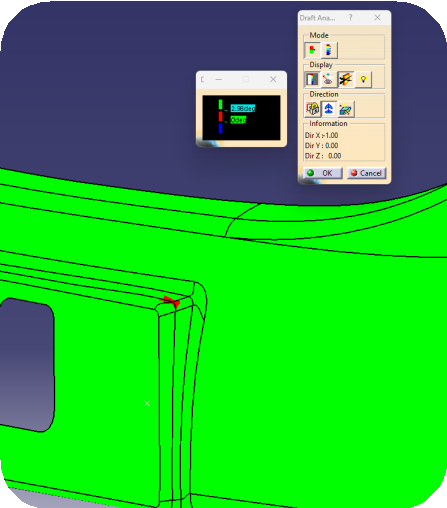 Draft Ana...
?
Mode
Display
Direction
Information
Dir X : -1.00
Dir Y : 0.00
Dir Z : 0.00
OK
Cancel
2.98deg
0deg